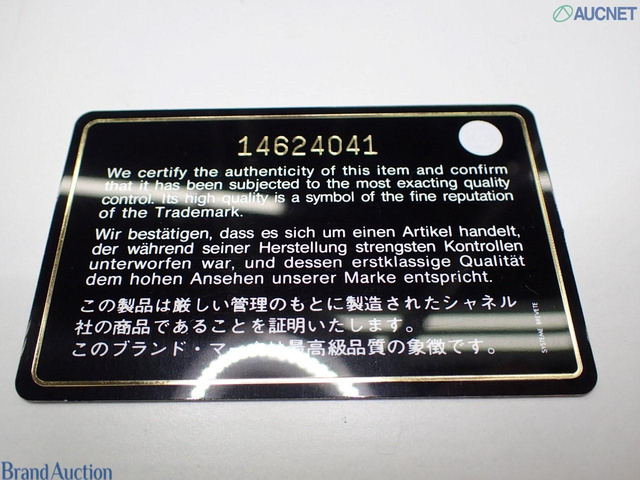 AUCNET
14624041
We certify the authenticity of this item and confirm
that it has been subjected to the most exacting quality
control. Its high quality is a symbol of the fine reputation
of the Trademark.
Wir bestätigen, dass es sich um einen Artikel handelt,
der während seiner Herstellung strengsten Kontrollen
unterworfen war, und dessen erstklassige Qualität
dem hohen Ansehen unserer Marke entspricht.
この製品は厳しい管理のもとに製造されたシャネル
社の商品であることを証明いたします。
このブランド・マークは最高級品質の象徴です。
SYSTEME BREVETE
Brand Auction